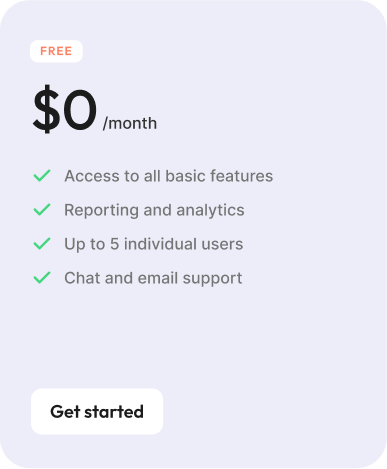 FREE
$0 /month
Access to all basic features
Reporting and analytics
Up to 5 individual users
Chat and email support
Get started